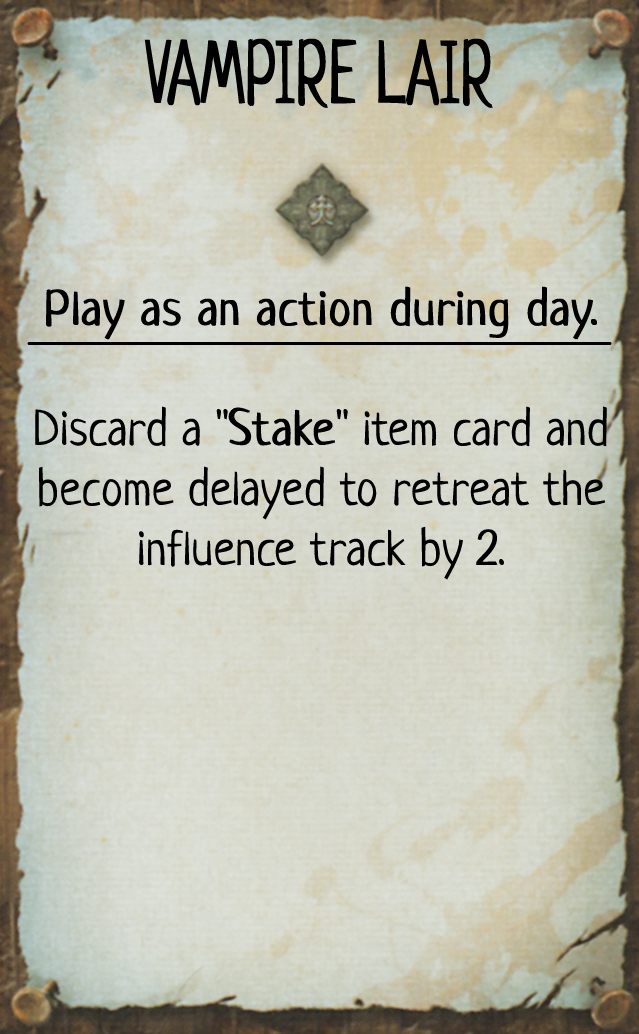 VAMPIRE LAIR
Play as an action during day.
Discard a "Stake" item card and
become delayed to retreat the
influence track by 2.